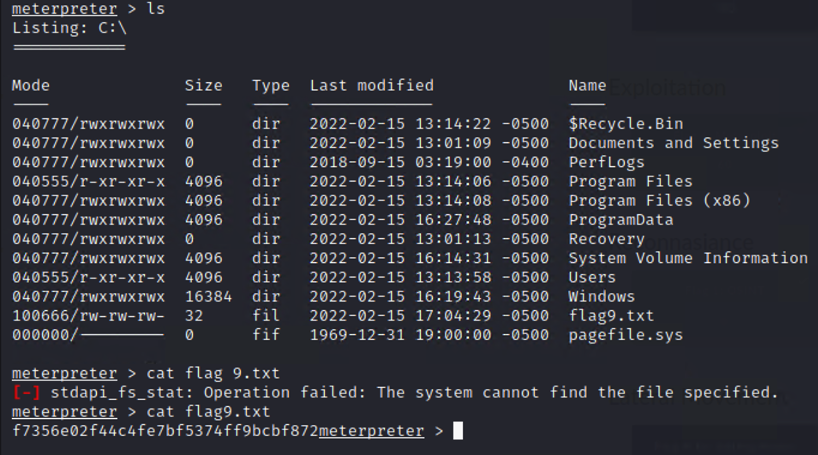 meterpreter > ls
Listing: C:\
============
Mode Size Type Last modified Name
---- ---- ---- ------------- ----
040777/rwxrwxrwx 0 dir 2022-02-15 13:14:22 -0500 $Recycle.Bin
040777/rwxrwxrwx 0 dir 2022-02-15 13:01:09 -0500 Documents and Settings
040777/rwxrwxrwx 0 dir 2018-09-15 03:19:00 -0400 PerfLogs
040555/r-xr-xr-x 4096 dir 2022-02-15 13:14:06 -0500 Program Files
040777/rwxrwxrwx 4096 dir 2022-02-15 13:14:08 -0500 Program Files (x86)
040777/rwxrwxrwx 4096 dir 2022-02-15 16:27:48 -0500 ProgramData
040777/rwxrwxrwx 0 dir 2022-02-15 13:01:13 -0500 Recovery
040777/rwxrwxrwx 4096 dir 2022-02-15 16:14:31 -0500 System Volume Information
040555/r-xr-xr-x 4096 dir 2022-02-15 13:13:58 -0500 Users
040777/rwxrwxrwx 16384 dir 2022-02-15 16:19:43 -0500 Windows
100666/rw-rw-rw- 32 fil 2022-02-15 17:04:29 -0500 flag9.txt
000000/--------- 0 fif 1969-12-31 19:00:00 -0500 pagefile.sys
meterpreter > cat flag 9.txt
[-] stdapi_fs_stat: Operation failed: The system cannot find the file specified.
meterpreter > cat flag9.txt
f7356e02f44c4fe7bf5374ff9bcbf872meterpreter >